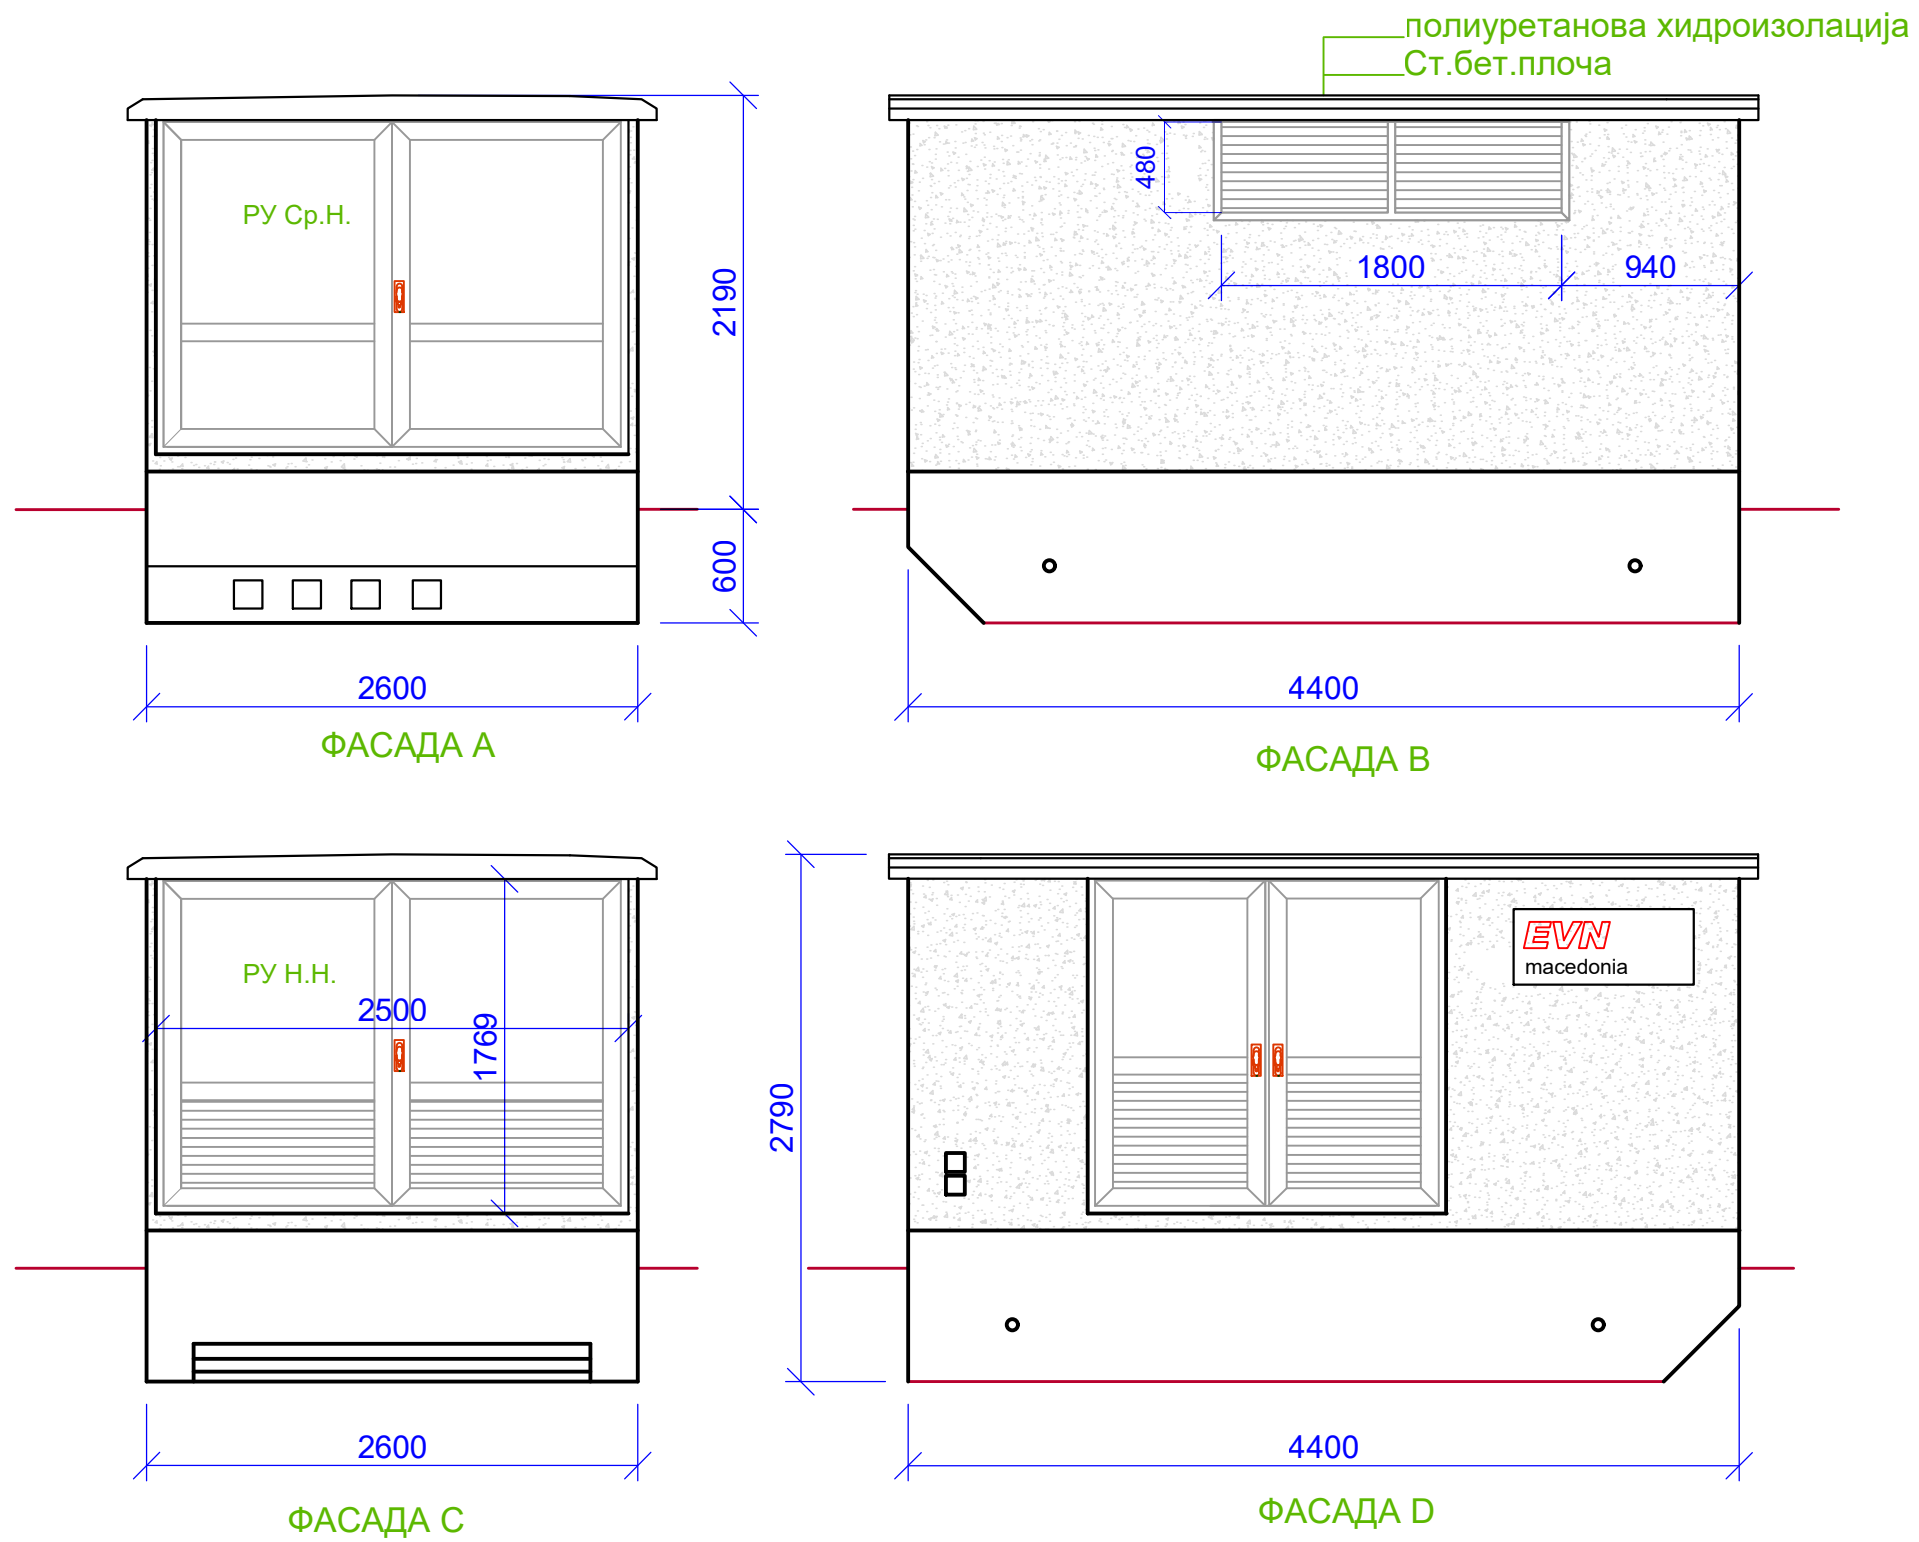 полиуретанова хидроизолација
Ст.бет.плоча
РУ Ср.Н.
2190
600
2600
ФАСАДА А
480
1800
940
4400
ФАСАДА В
РУ Н.Н.
2500
1769
2600
ФАСАДА С
2790
EVN
macedonia
4400
ФАСАДА D